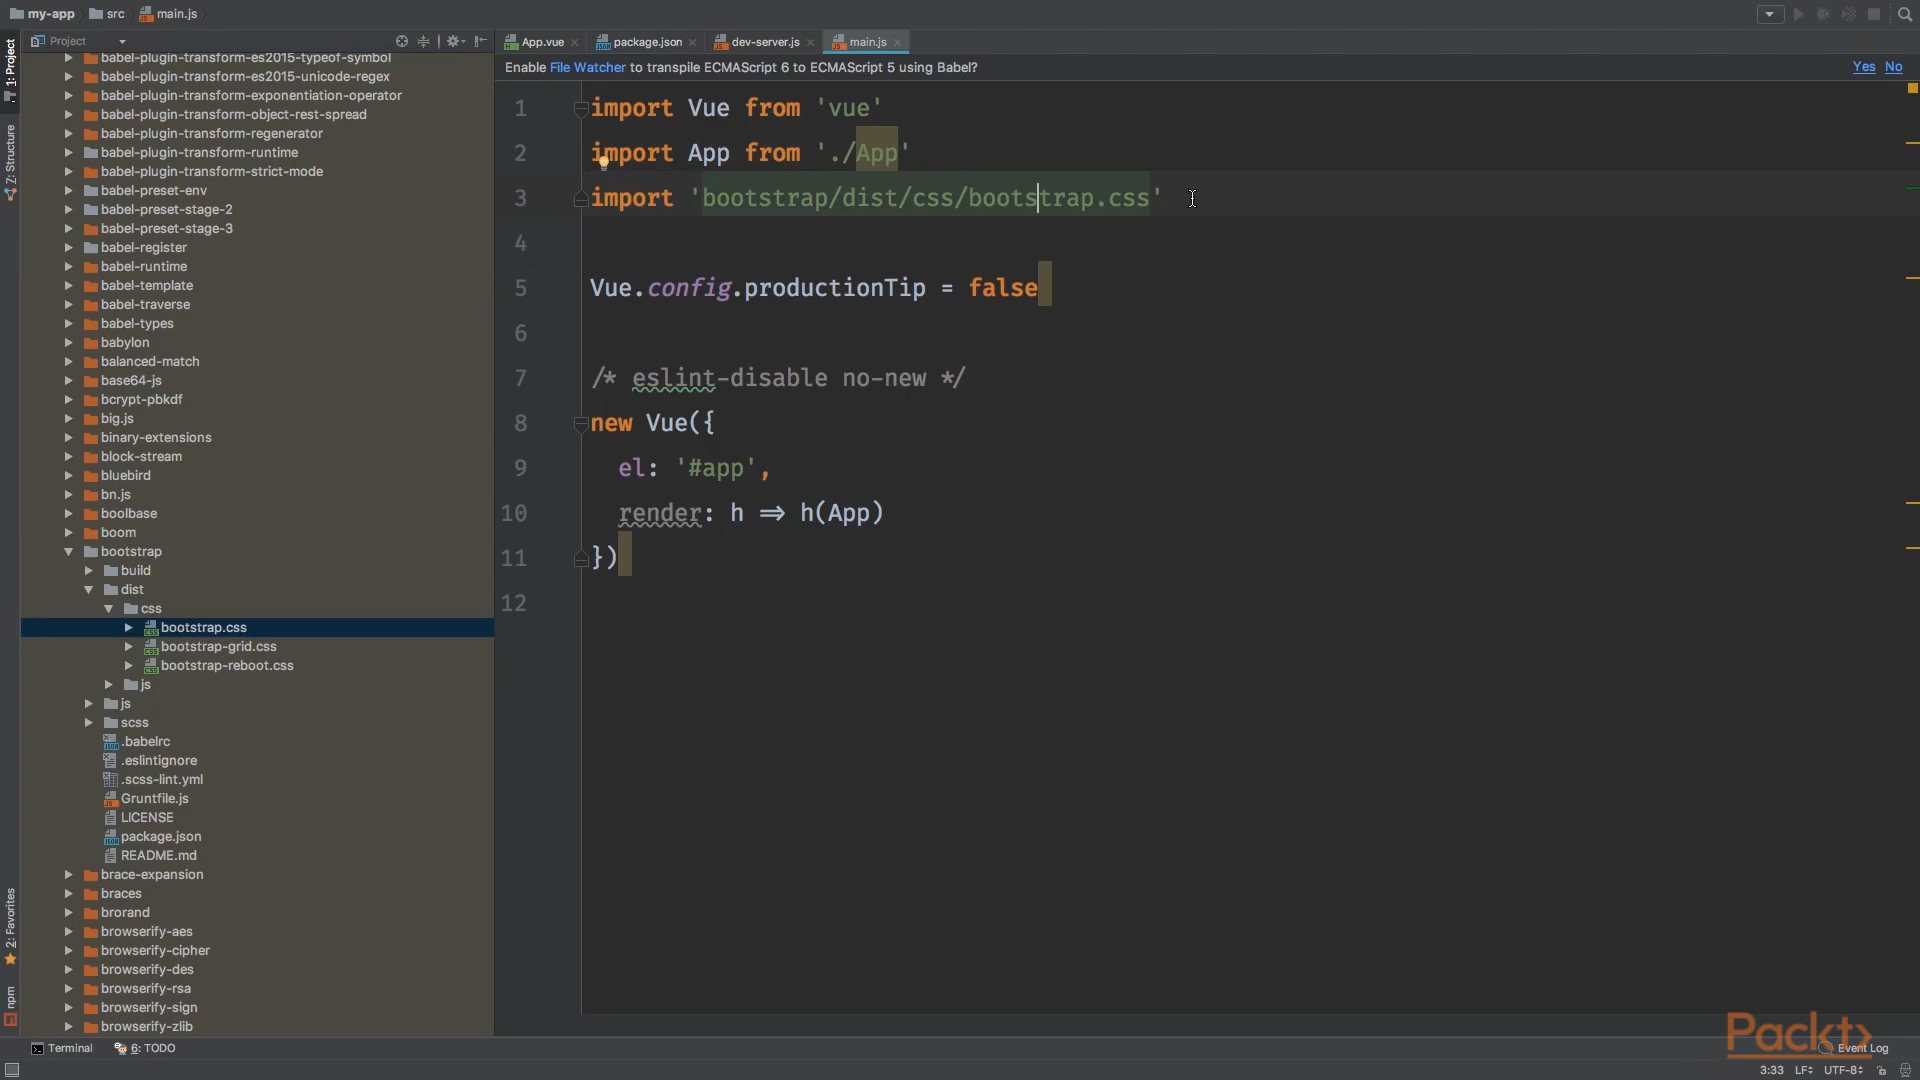 my-app src main.js
Project
App.vue package.json dev-server.js main.js
Enable File Watcher to transpile ECMAScript 6 to ECMAScript 5 using Babel? Yes No
1: Project
Z: Structure
2: Favorites
npm
babel-plugin-transform-es2015-typeof-symbol
babel-plugin-transform-es2015-unicode-regex
babel-plugin-transform-exponentiation-operator
babel-plugin-transform-object-rest-spread
babel-plugin-transform-regenerator
babel-plugin-transform-runtime
babel-plugin-transform-strict-mode
babel-preset-env
babel-preset-stage-2
babel-preset-stage-3
babel-register
babel-runtime
babel-template
babel-traverse
babel-types
babylon
balanced-match
base64-js
bcrypt-pbkdf
big.js
binary-extensions
block-stream
bluebird
bn.js
boolbase
boom
bootstrap
build
dist
css
bootstrap.css
bootstrap-grid.css
bootstrap-reboot.css
js
js
scss
.babelrc
.eslintignore
.scss-lint.yml
Gruntfile.js
LICENSE
package.json
README.md
brace-expansion
braces
brorand
browserify-aes
browserify-cipher
browserify-des
browserify-rsa
browserify-sign
browserify-zlib
1 import Vue from 'vue'
2 import App from './App'
3 import 'bootstrap/dist/css/bootstrap.css'
4
5 Vue.config.productionTip = false
6
7 /* eslint-disable no-new */
8 new Vue({
9 el: '#app',
10 render: h => h(App)
11 })
12
Packt>
Terminal 6: TODO Event Log
3:33 LF UTF-8